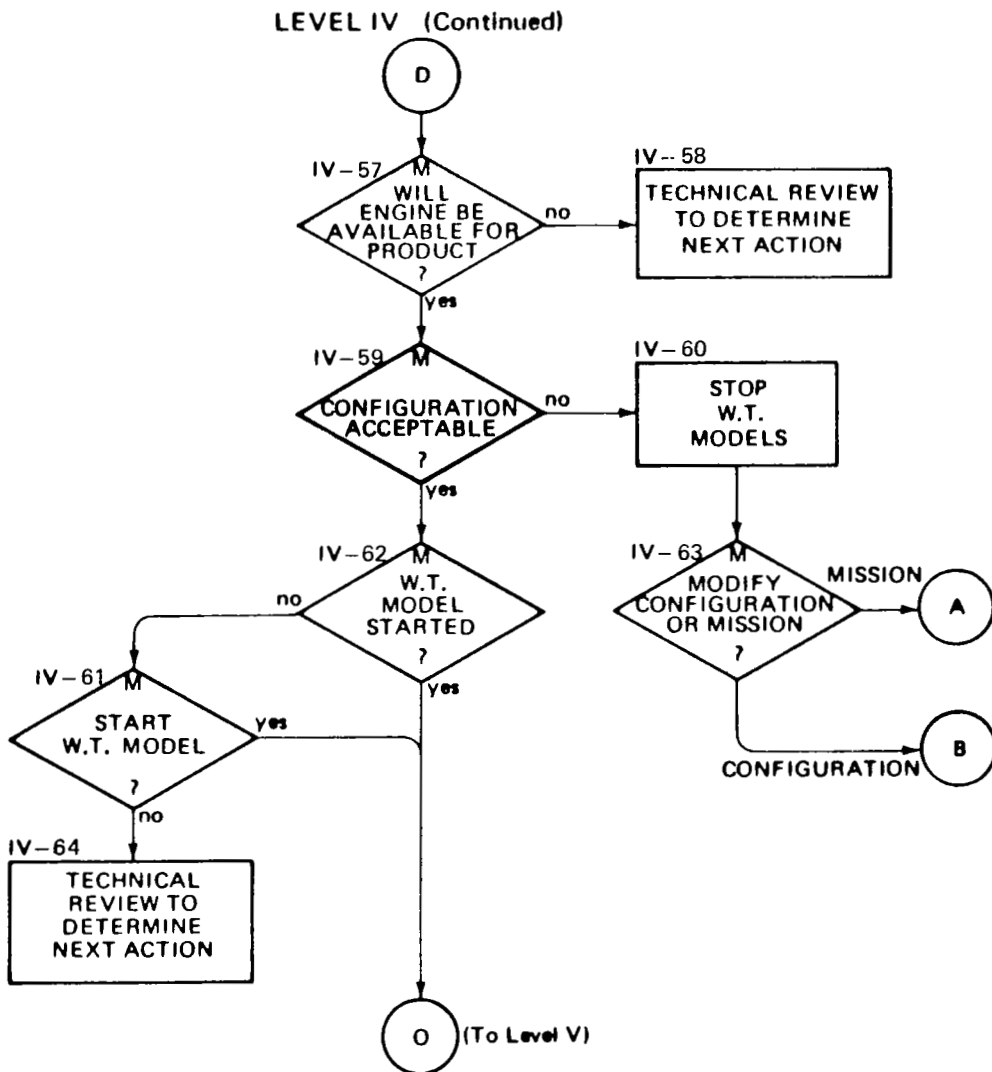 LEVEL IV (Continued)
D
IV-57
M
WILL
ENGINE BE
AVAILABLE FOR
PRODUCT
?
no
yes
IV-58
TECHNICAL REVIEW
TO DETERMINE
NEXT ACTION
IV-59
M
CONFIGURATION
ACCEPTABLE
?
no
yes
IV-60
STOP
W.T.
MODELS
IV-62
M
W.T.
MODEL
STARTED
?
no
yes
IV-63
M
MODIFY
CONFIGURATION
OR MISSION
?
MISSION
A
CONFIGURATION
B
IV-61
M
START
W.T. MODEL
?
yes
no
IV-64
TECHNICAL
REVIEW TO
DETERMINE
NEXT ACTION
O
(To Level V)